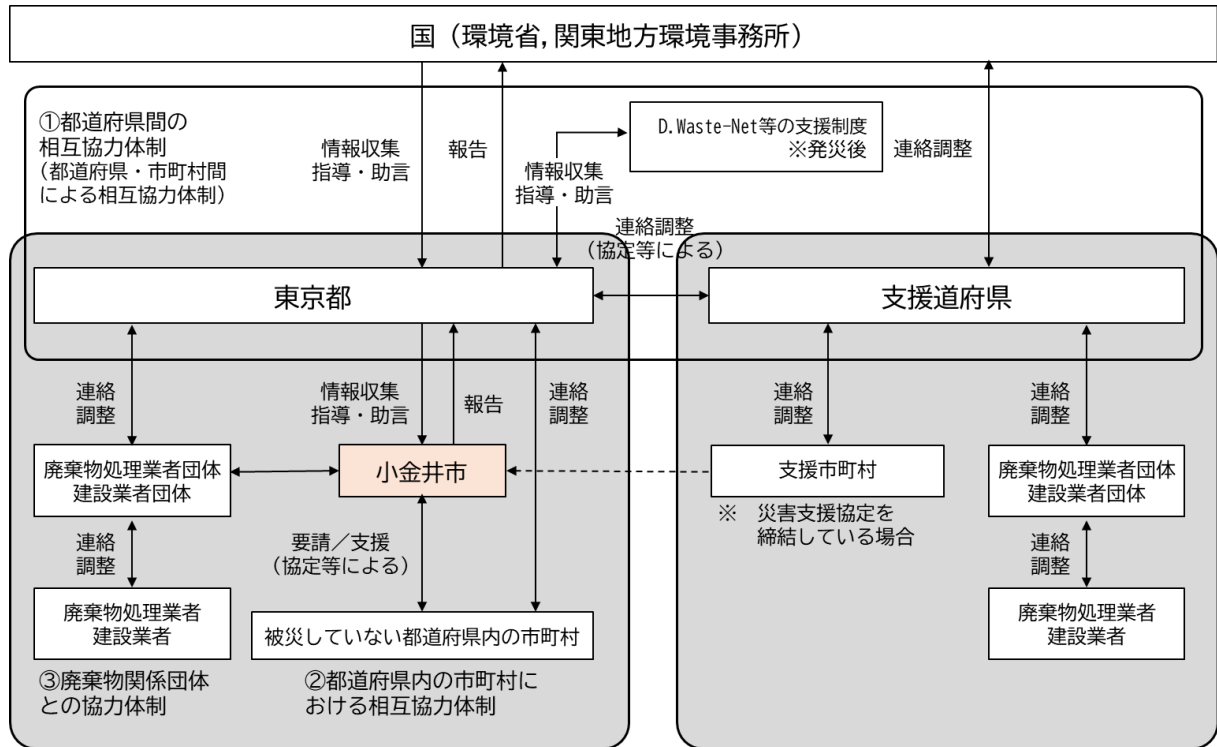 国（環境省，関東地方環境事務所）
①都道府県間の
相互協力体制
（都道府県・市町村間
による相互協力体制）
情報収集
指導・助言
報告
D.Waste-Net等の支援制度
※発災後
情報収集
指導・助言
連絡調整
連絡調整
（協定等による）
東京都
支援道府県
連絡
調整
情報収集
指導・助言
報告
連絡
調整
連絡
調整
連絡
調整
廃棄物処理業者団体
建設業者団体
小金井市
支援市町村
廃棄物処理業者団体
建設業者団体
※　災害支援協定を
締結している場合
連絡
調整
要請／支援
（協定等による）
連絡
調整
廃棄物処理業者
建設業者
被災していない都道府県内の市町村
廃棄物処理業者
建設業者
③廃棄物関係団体
との協力体制
②都道府県内の市町村に
おける相互協力体制